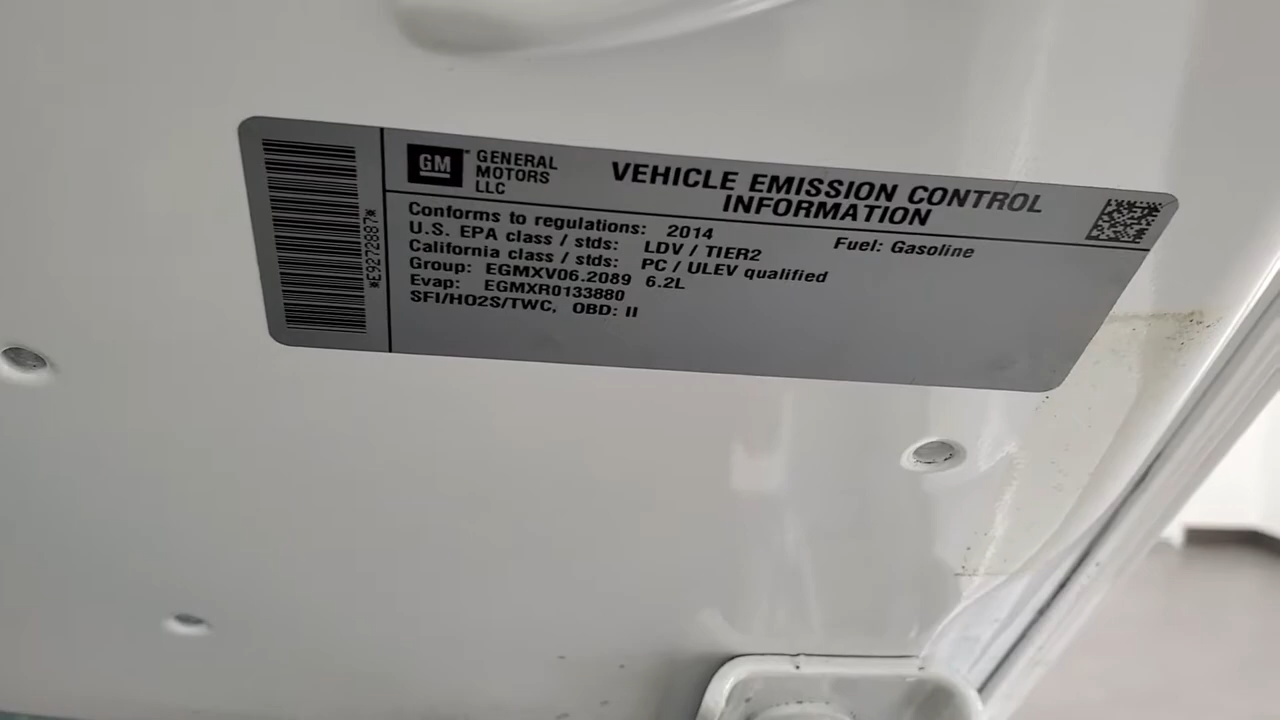 *E9272887*
GM GENERAL
MOTORS
LLC
VEHICLE EMISSION CONTROL
INFORMATION
Conforms to regulations: 2014 Fuel: Gasoline
U.S. EPA class / stds: LDV / TIER2
California class / stds: PC / ULEV qualified
Group: EGMXV06.2089 6.2L
Evap: EGMXR0133880
SFI/HO2S/TWC, OBD: II